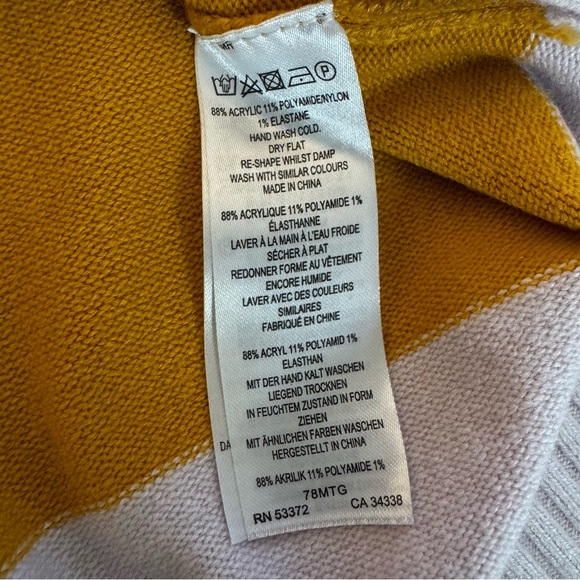 P
88% ACRYLIC 11% POLYAMIDE/NYLON
1% ELASTANE
HAND WASH COLD.
DRY FLAT
RE-SHAPE WHILST DAMP
WASH WITH SIMILAR COLOURS
MADE IN CHINA
88% ACRYLIQUE 11% POLYAMIDE 1%
ÉLASTHANNE
LAVER À LA MAIN À L'EAU FROIDE
SÉCHER À PLAT
REDONNER FORME AU VÊTEMENT
ENCORE HUMIDE
LAVER AVEC DES COULEURS
SIMILAIRES
FABRIQUÉ EN CHINE
88% ACRYL 11% POLYAMID 1%
ELASTHAN
MIT DER HAND KALT WASCHEN
LIEGEND TROCKNEN
IN FEUCHTEM ZUSTAND IN FORM
ZIEHEN
MIT ÄHNLICHEN FARBEN WASCHEN
HERGESTELLT IN CHINA
DA
88% AKRILIK 11% POLYAMIDE 1%
78MTG
RN 53372 CA 34338